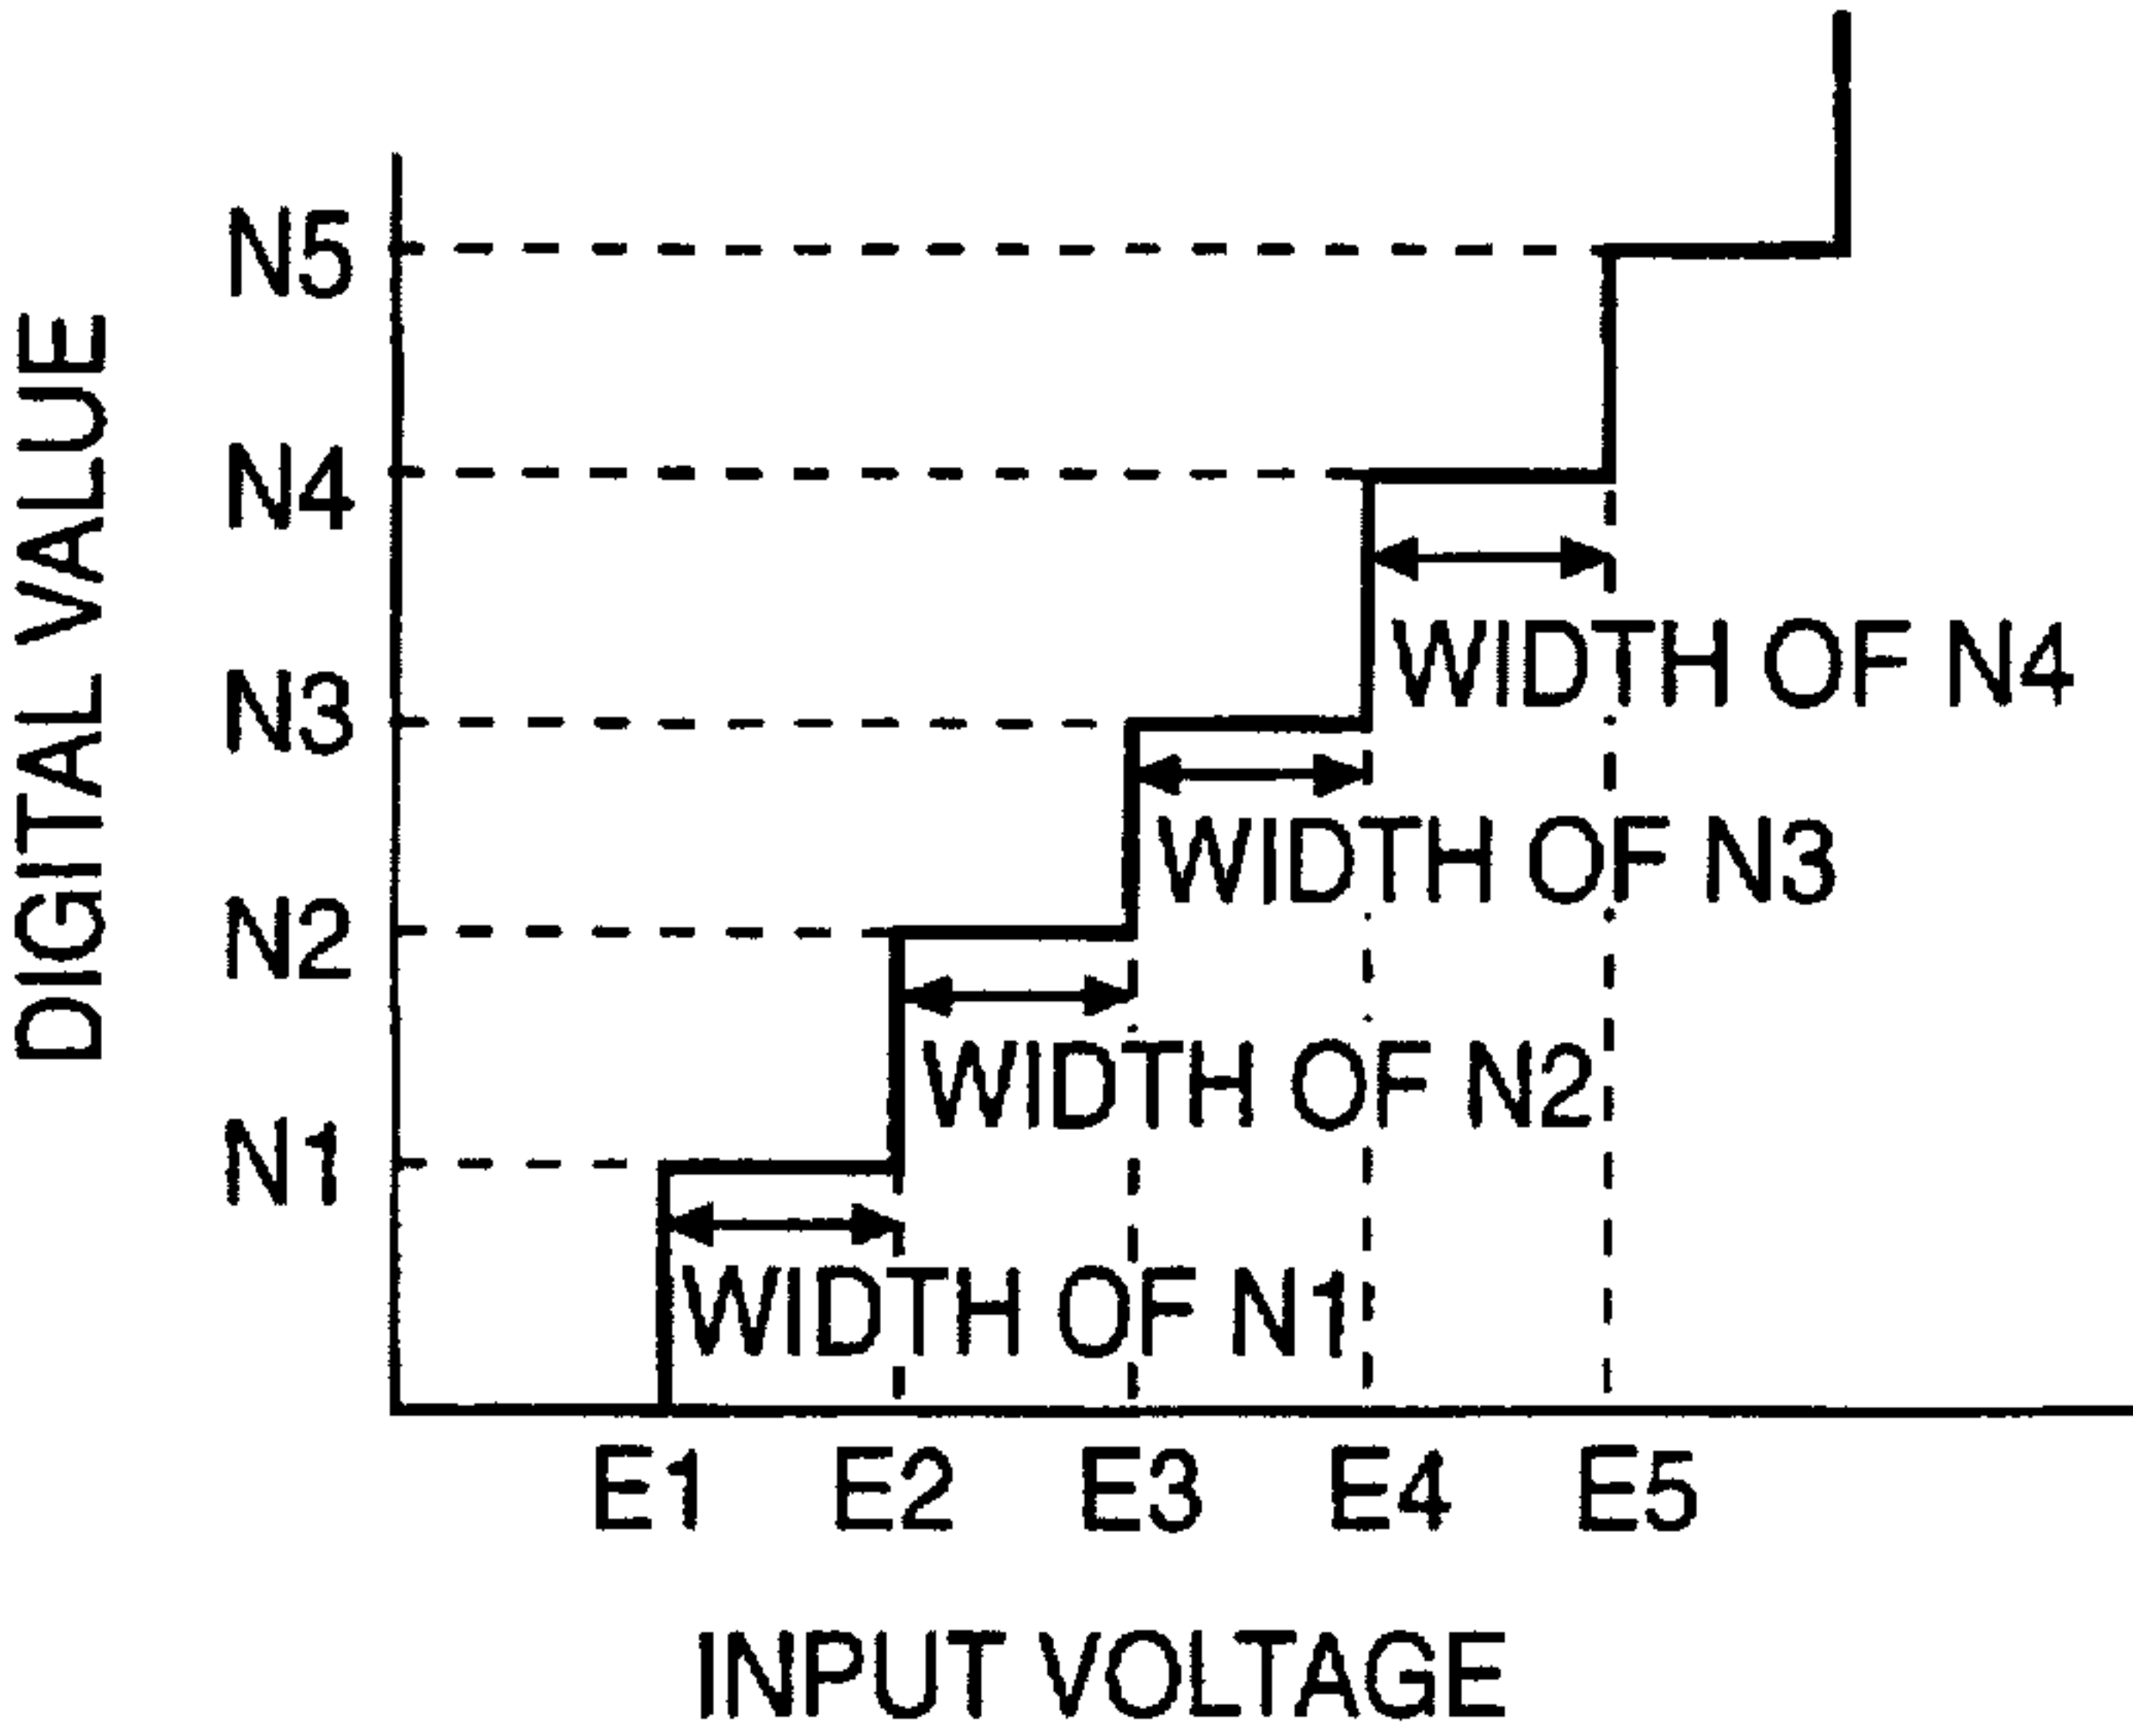 DIGITAL VALUE
N5
N4
N3
N2
N1
WIDTH OF N4
WIDTH OF N3
WIDTH OF N2
WIDTH OF N1
E1 E2 E3 E4 E5
INPUT VOLTAGE